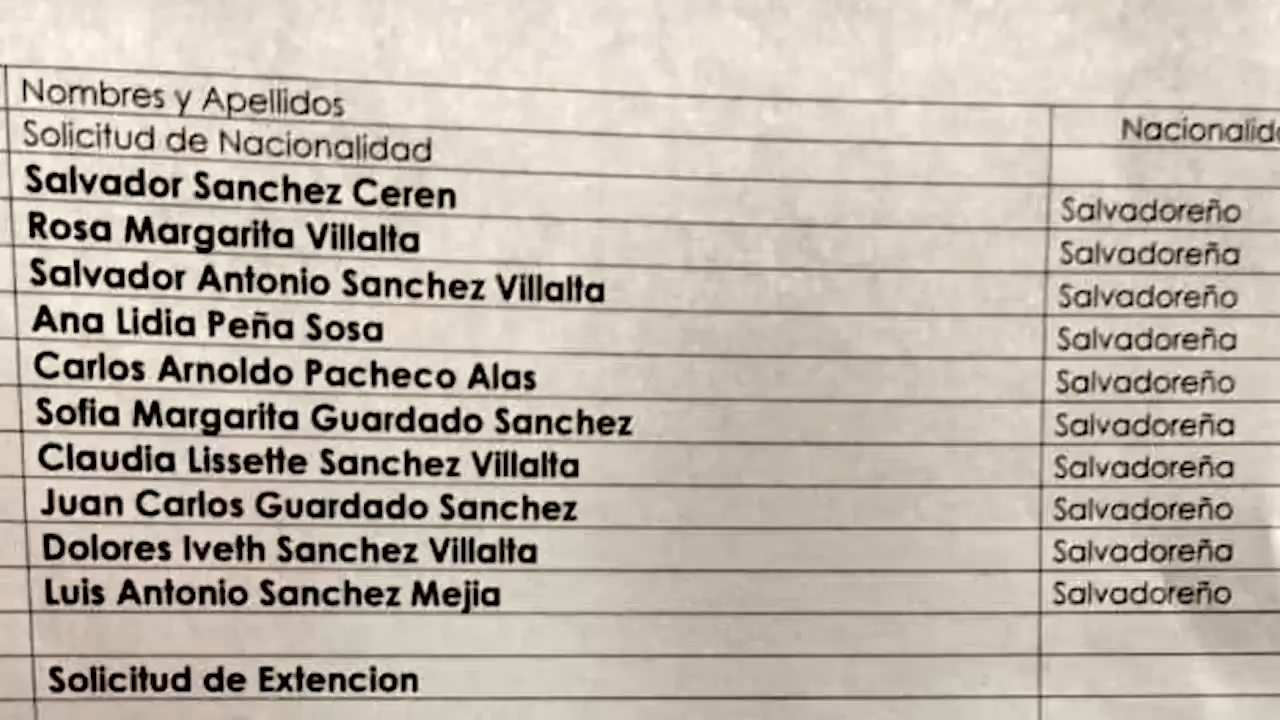 Nombres y Apellidos
Nacionalid
Solicitud de Nacionalidad
Salvador Sanchez Ceren Salvadoreño
Rosa Margarita Villalta Salvadoreña
Salvador Antonio Sanchez Villalta Salvadoreño
Ana Lidia Peña Sosa Salvadoreña
Carlos Arnoldo Pacheco Alas Salvadoreño
Sofia Margarita Guardado Sanchez Salvadoreña
Claudia Lissette Sanchez Villalta Salvadoreña
Juan Carlos Guardado Sanchez Salvadoreño
Dolores Iveth Sanchez Villalta Salvadoreña
Luis Antonio Sanchez Mejia Salvadoreño
Solicitud de Extencion